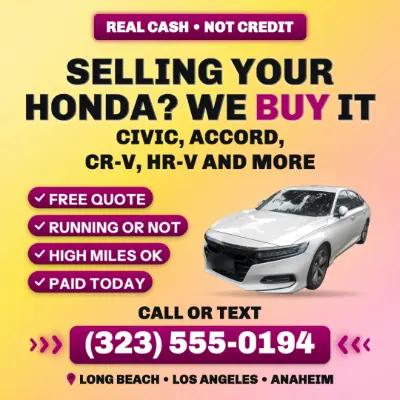 REAL CASH • NOT CREDIT
SELLING YOUR
HONDA? WE BUY IT
CIVIC, ACCORD,
CR-V, HR-V AND MORE
FREE QUOTE
RUNNING OR NOT
HIGH MILES OK
PAID TODAY
CALL OR TEXT
(323) 555-0194
LONG BEACH • LOS ANGELES • ANAHEIM